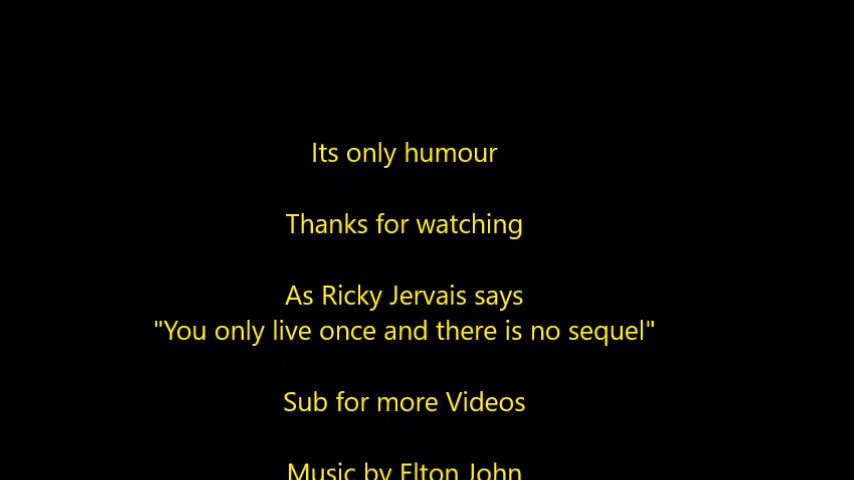 Its only humour
Thanks for watching
As Ricky Jervais says
"You only live once and there is no sequel"
Sub for more Videos
Music by Elton John